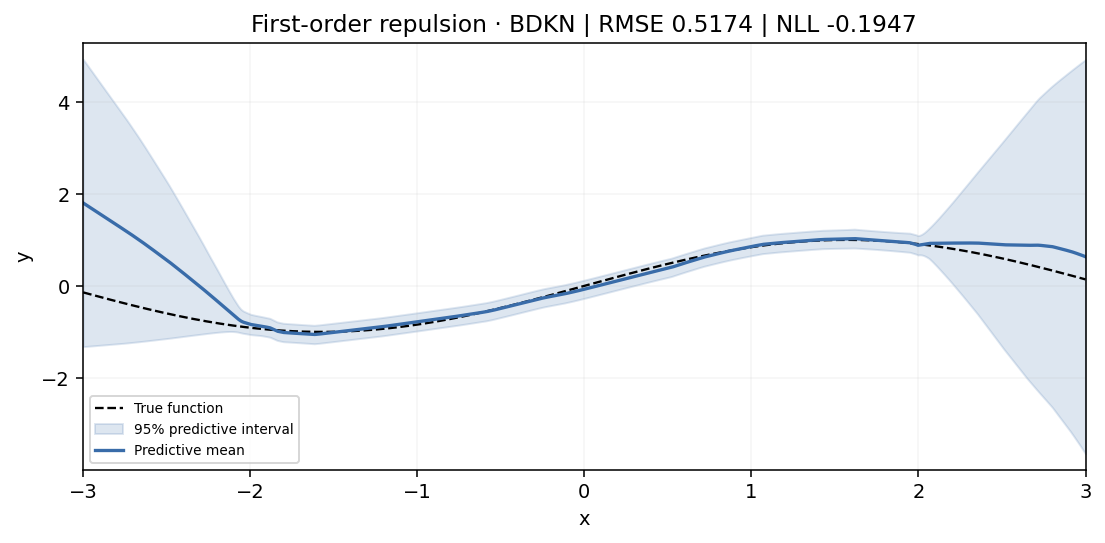 First-order repulsion · BDKN | RMSE 0.5174 | NLL -0.1947
y
4
2
0
−2
True function
95% predictive interval
Predictive mean
−3
−2
−1
0
1
2
3
x